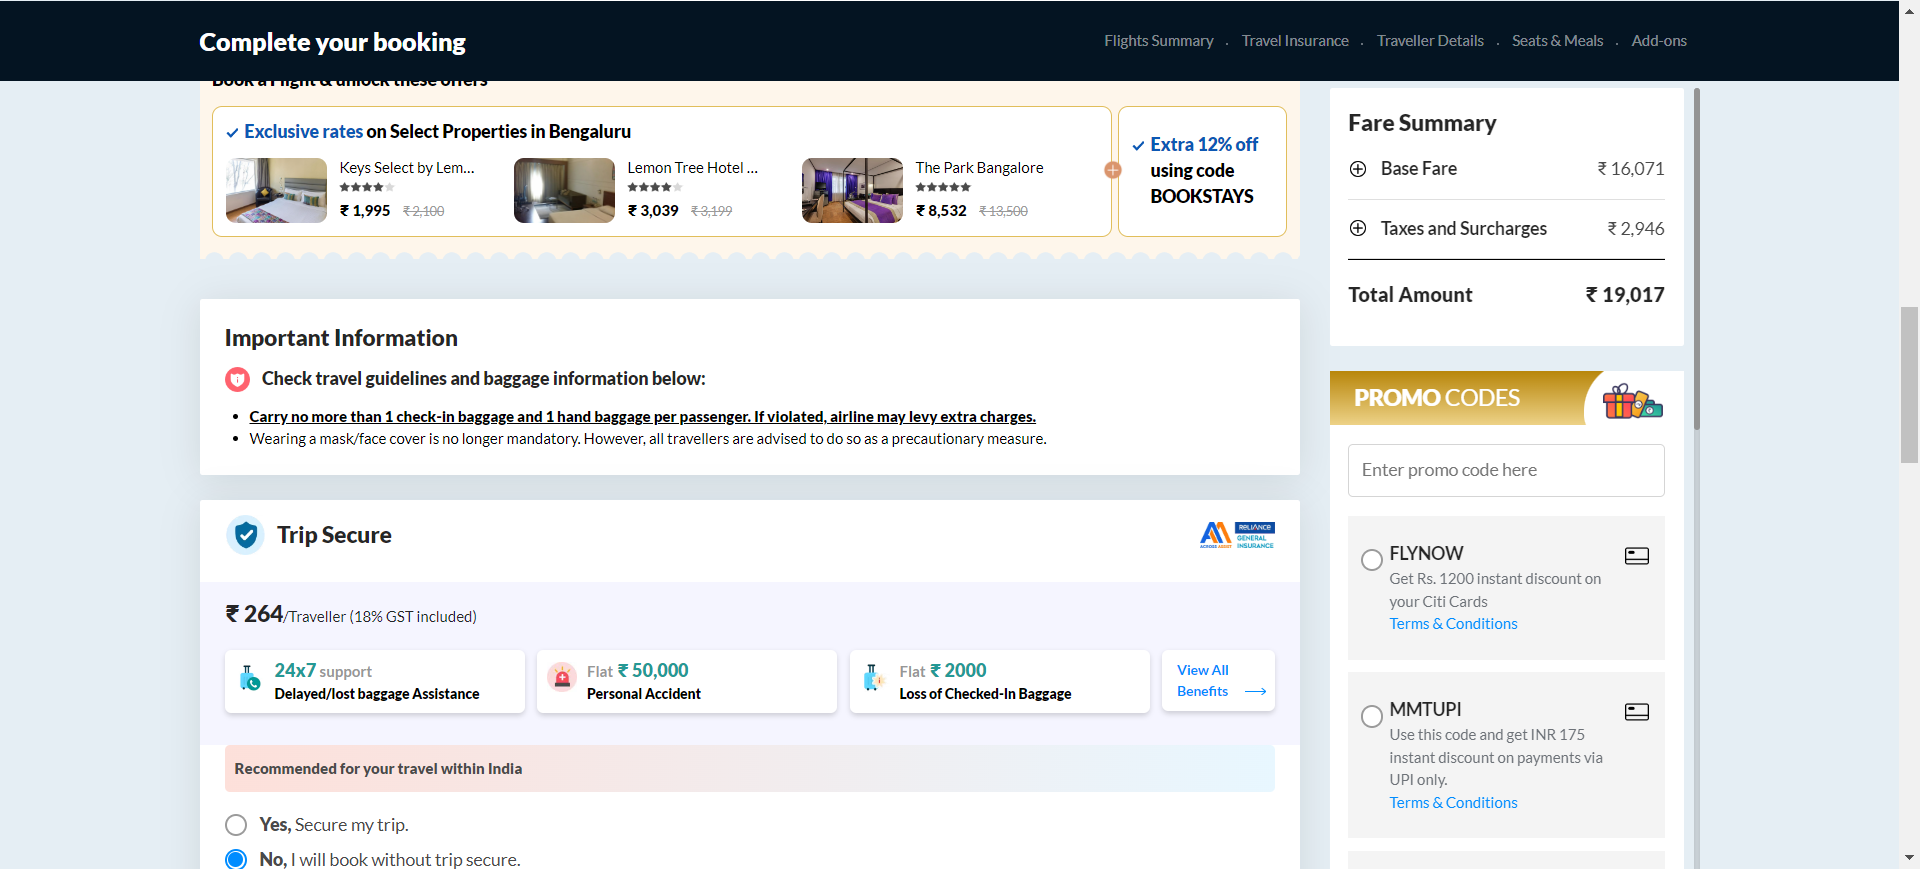 Complete your booking
Flights Summary . Travel Insurance . Traveller Details . Seats & Meals . Add-ons
Book a Flight & unlock these offers
Exclusive rates on Select Properties in Bengaluru
Keys Select by Lem...
₹ 1,995 ₹ 2,100
Lemon Tree Hotel ...
₹ 3,039 ₹ 3,199
The Park Bangalore
₹ 8,532 ₹ 13,500
Extra 12% off
using code
BOOKSTAYS
Important Information
Check travel guidelines and baggage information below:
• Carry no more than 1 check-in baggage and 1 hand baggage per passenger. If violated, airline may levy extra charges.
• Wearing a mask/face cover is no longer mandatory. However, all travellers are advised to do so as a precautionary measure.
Trip Secure
ACROSS ASSIST
RELIANCE
GENERAL
INSURANCE
₹ 264/Traveller (18% GST included)
24x7 support
Delayed/lost baggage Assistance
Flat ₹ 50,000
Personal Accident
Flat ₹ 2000
Loss of Checked-In Baggage
View All
Benefits
Recommended for your travel within India
Yes, Secure my trip.
No, I will book without trip secure.
Fare Summary
Base Fare ₹ 16,071
Taxes and Surcharges ₹ 2,946
Total Amount ₹ 19,017
PROMO CODES
Enter promo code here
FLYNOW
Get Rs. 1200 instant discount on
your Citi Cards
Terms & Conditions
MMTUPI
Use this code and get INR 175
instant discount on payments via
UPI only.
Terms & Conditions